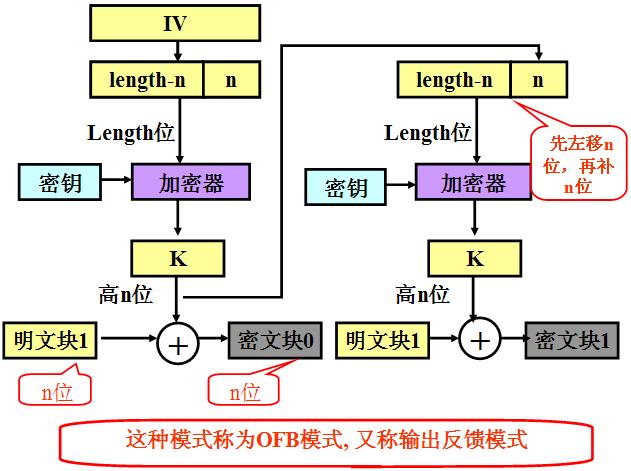 IV
length-n n
length-n n
Length位
Length位
先左移n
位，再补
n位
密钥
加密器
密钥
加密器
K
K
高n位
高n位
明文块1
+
密文块0
明文块1
+
密文块1
n位
n位
这种模式称为OFB模式, 又称输出反馈模式